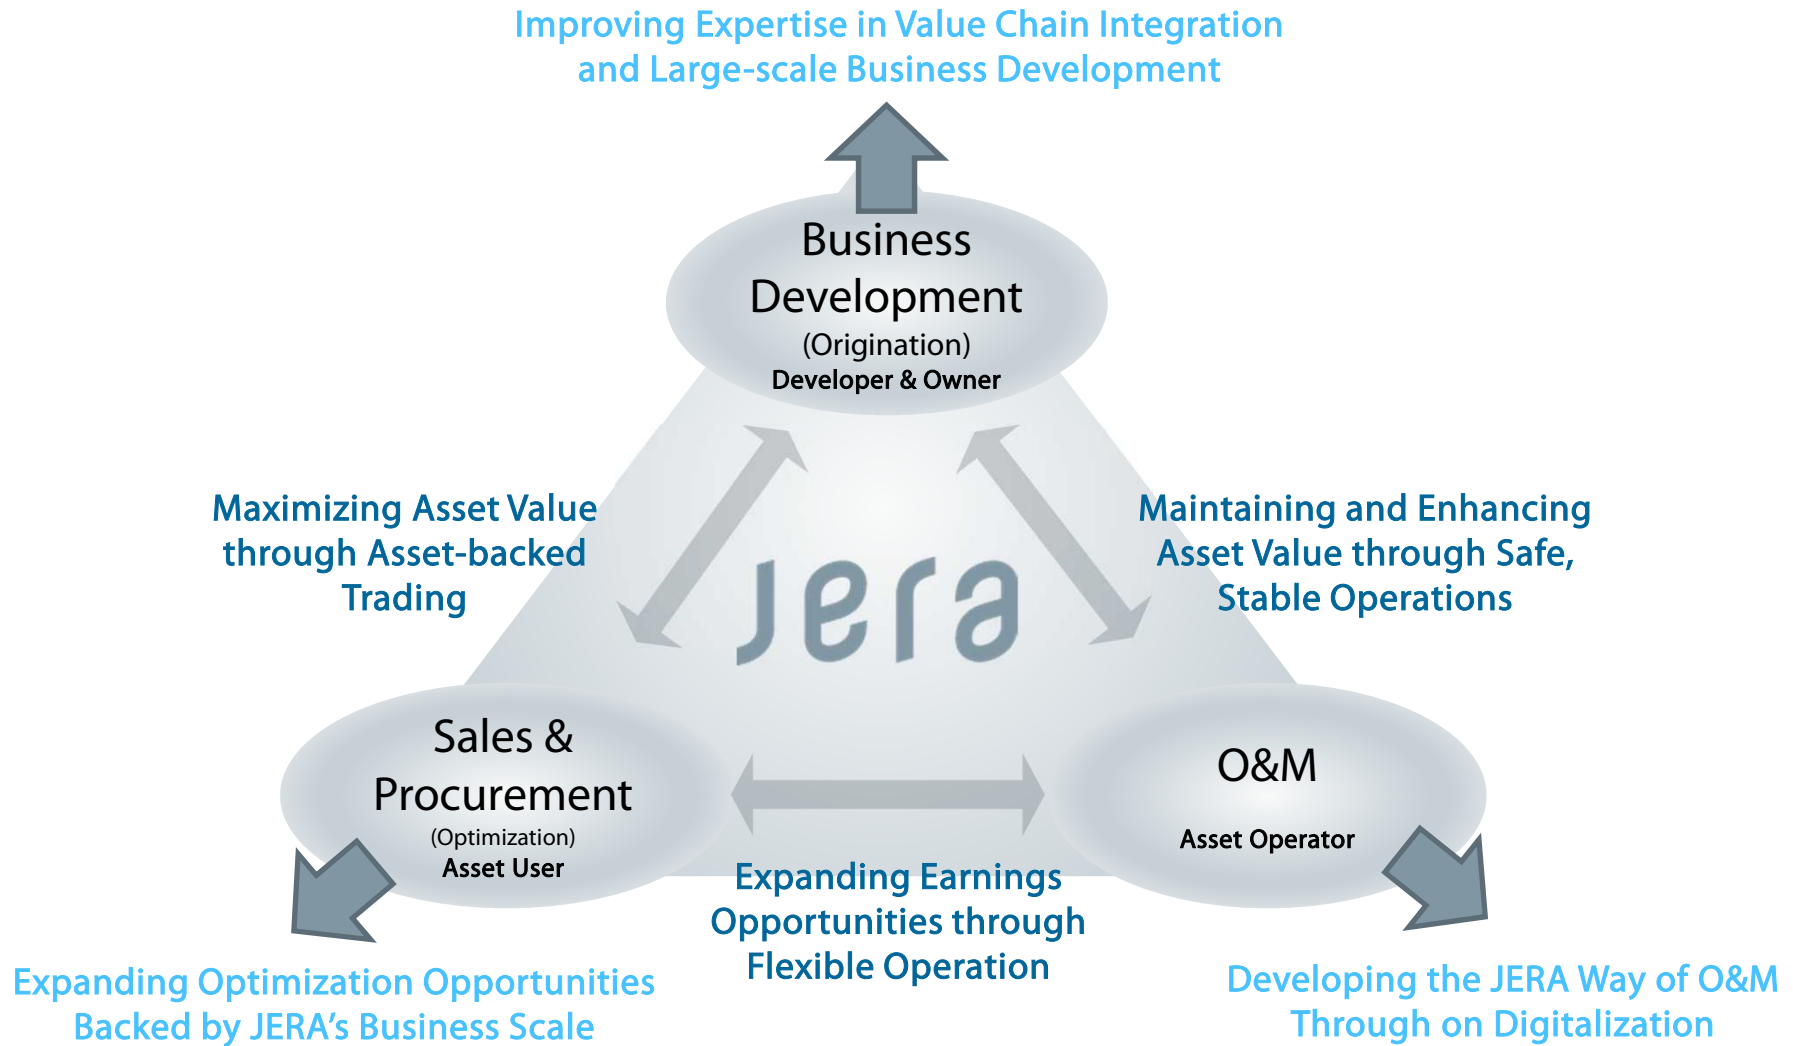 Improving Expertise in Value Chain Integration
and Large-scale Business Development
Business
Development
(Origination)
Developer & Owner
Maximizing Asset Value
through Asset-backed
Trading
Maintaining and Enhancing
Asset Value through Safe,
Stable Operations
Jera
Sales &
Procurement
(Optimization)
Asset User
O&M
Asset Operator
Expanding Earnings
Opportunities through
Flexible Operation
Expanding Optimization Opportunities
Backed by JERA’s Business Scale
Developing the JERA Way of O&M
Through on Digitalization